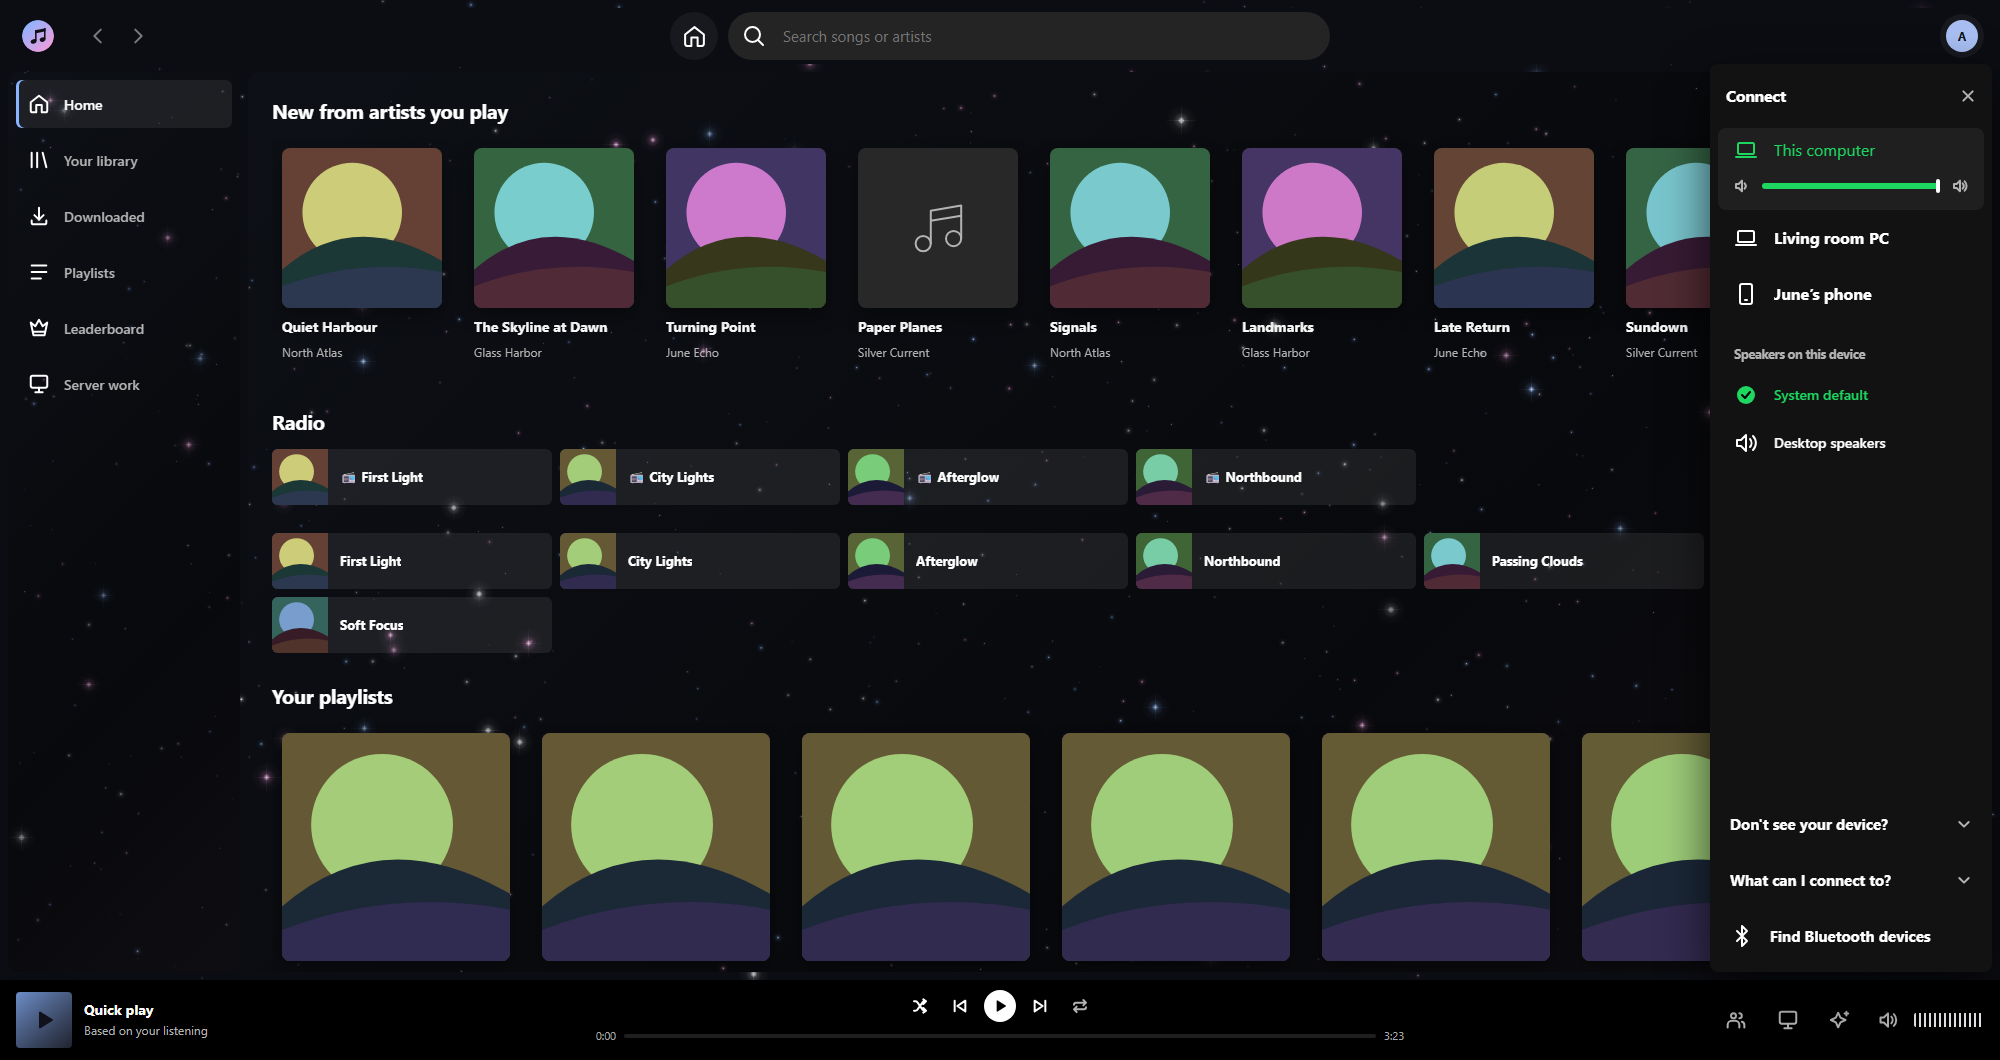 Search songs or artists
A
Home
Your library
Downloaded
Playlists
Leaderboard
Server work
New from artists you play
Quiet Harbour
North Atlas
The Skyline at Dawn
Glass Harbor
Turning Point
June Echo
Paper Planes
Silver Current
Signals
North Atlas
Landmarks
Glass Harbor
Late Return
June Echo
Sundown
Silver Current
Radio
📻 First Light
📻 City Lights
📻 Afterglow
📻 Northbound
First Light
City Lights
Afterglow
Northbound
Passing Clouds
Soft Focus
Your playlists
Connect
This computer
Living room PC
June's phone
Speakers on this device
System default
Desktop speakers
Don't see your device?
What can I connect to?
Find Bluetooth devices
Quick play
Based on your listening
0:00
3:23